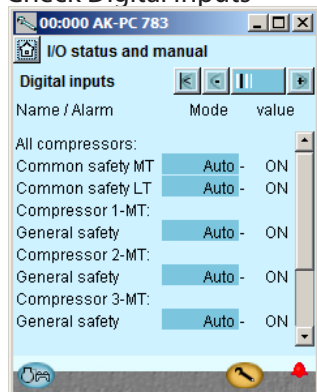 Check Digital Inputs
00:000 AK-PC 783
I/O status and manual
Digital inputs
Name / Alarm Mode value
All compressors:
Common safety MT Auto - ON
Common safety LT Auto - ON
Compressor 1-MT:
General safety Auto - ON
Compressor 2-MT:
General safety Auto - ON
Compressor 3-MT:
General safety Auto - ON